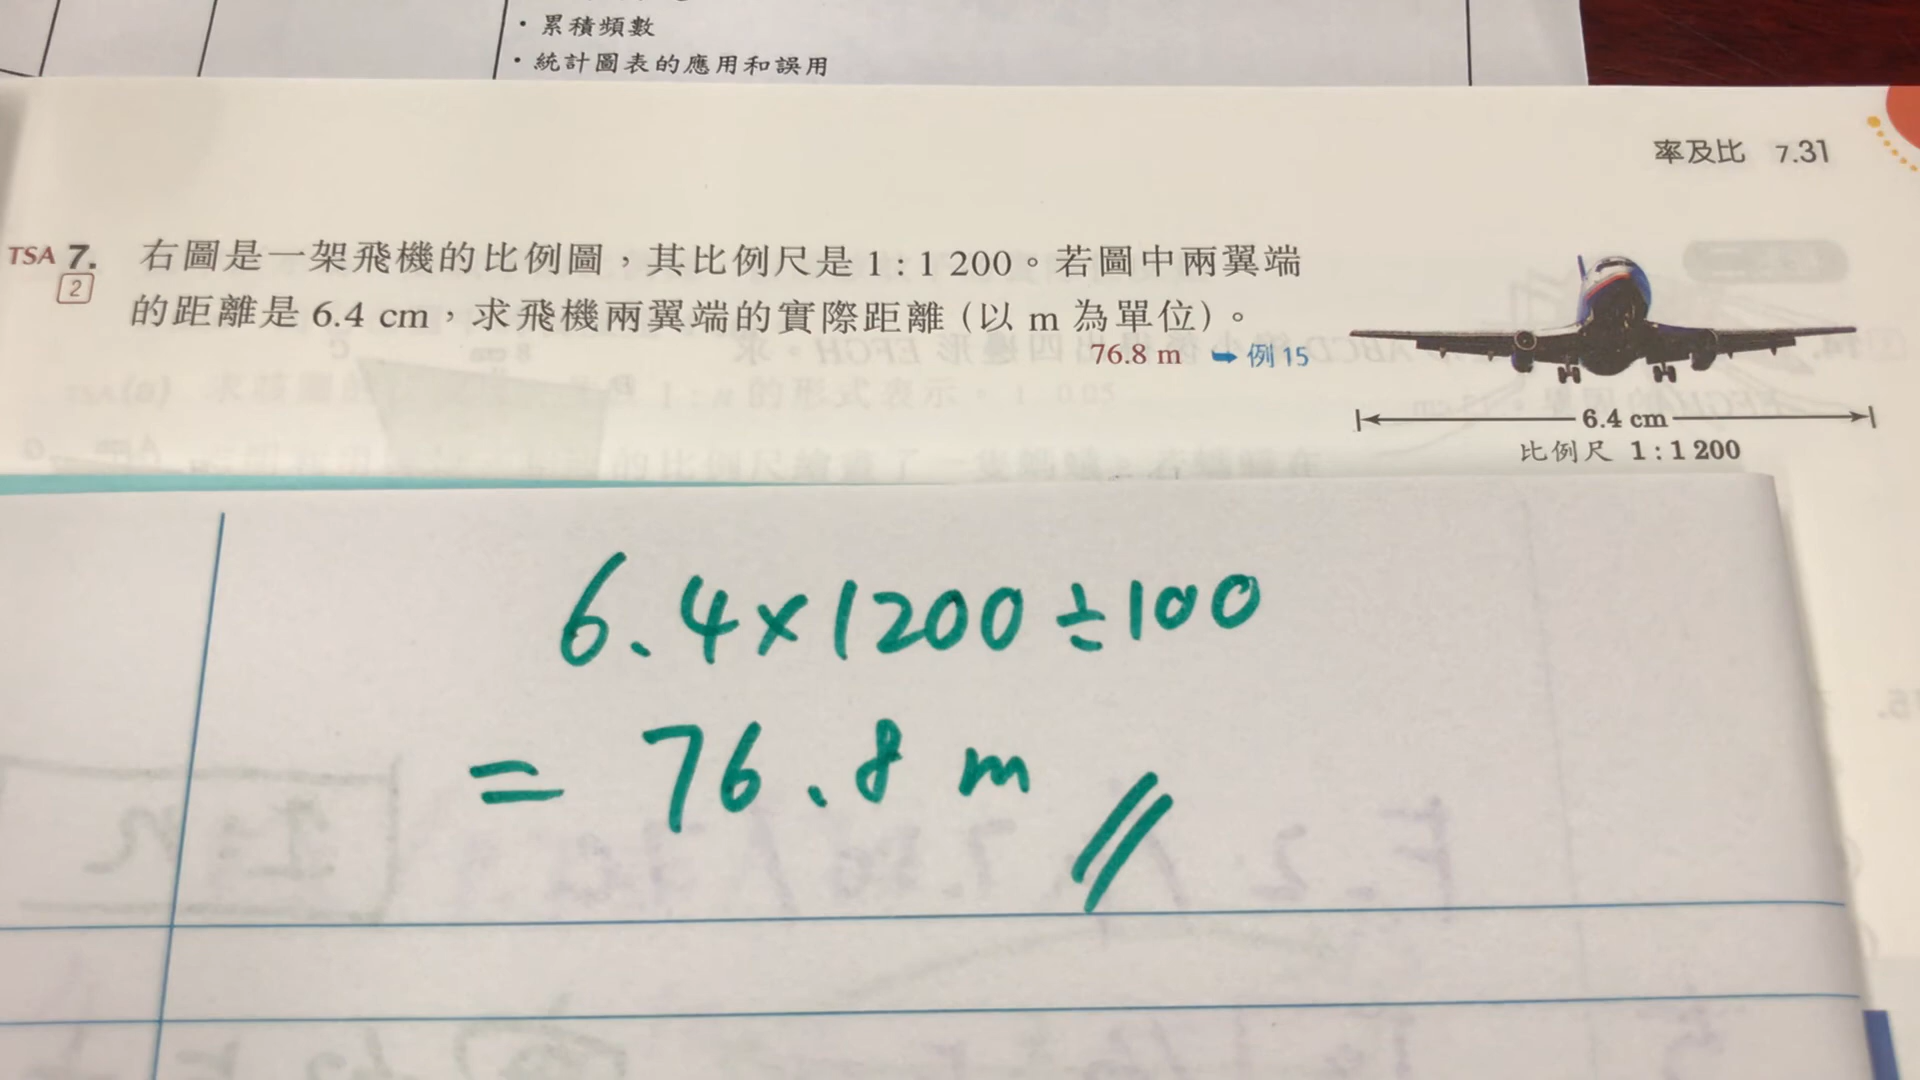 · 累積頻數
· 統計圖表的應用和誤用
率及比 7.31
TSA 7. 右圖是一架飛機的比例圖，其比例尺是 1 : 1 200。若圖中兩翼端
2 的距離是 6.4 cm，求飛機兩翼端的實際距離 (以 m 為單位)。
76.8 m ➡ 例 15
6.4 cm
比例尺 1 : 1 200
6.4×1200÷100
= 76.8 m //